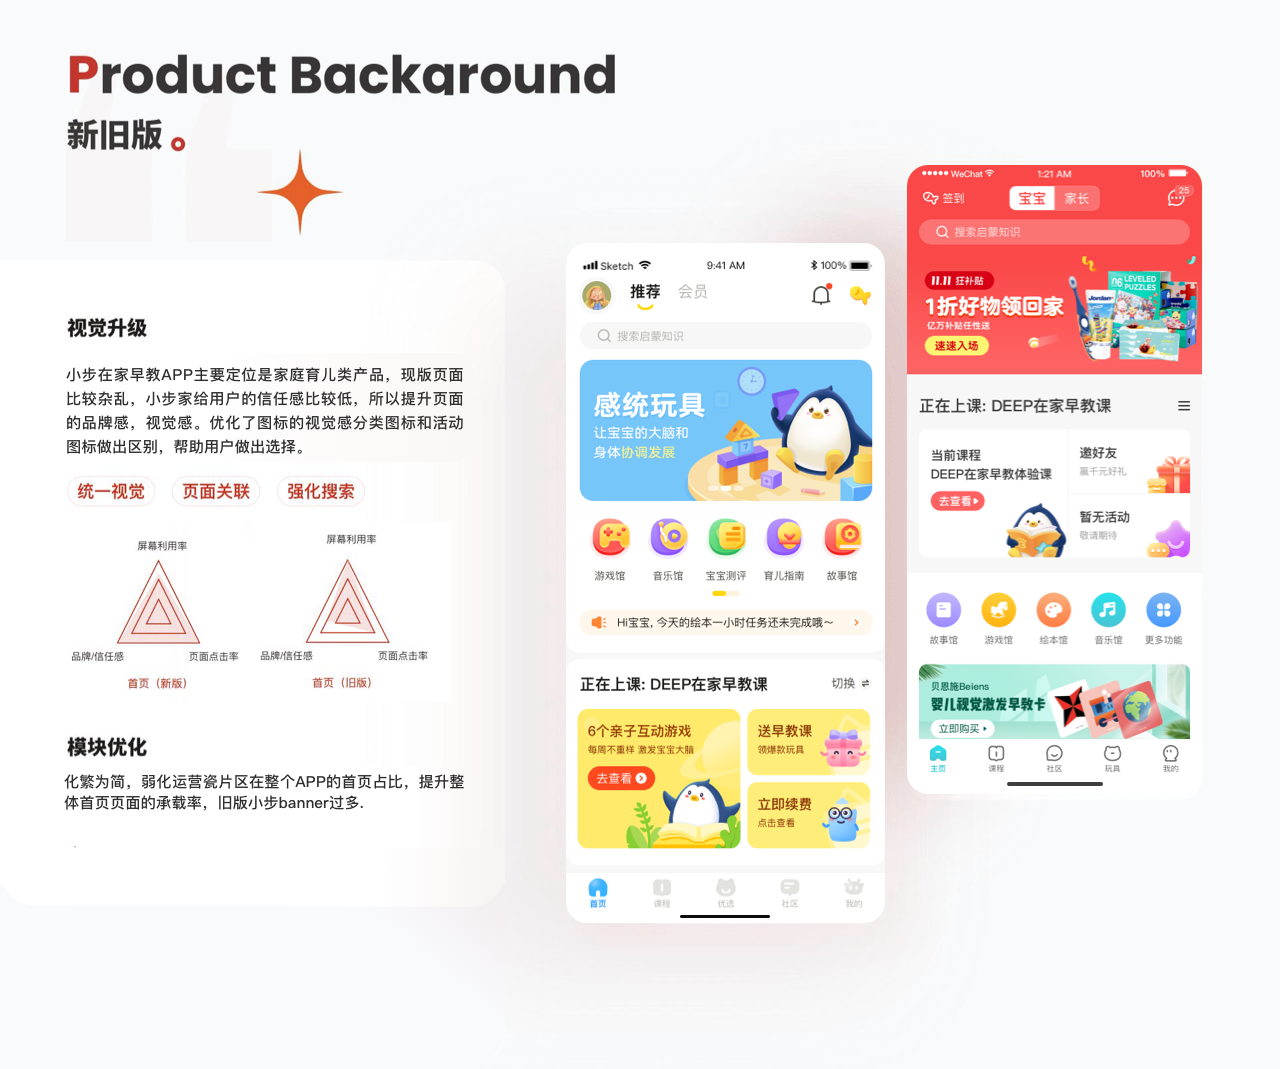 Product Backaround
新旧版
视觉升级
小步在家早教APP主要定位是家庭育儿类产品，现版页面
比较杂乱，小步家给用户的信任感比较低，所以提升页面
的品牌感，视觉感。优化了图标的视觉感分类图标和活动
图标做出区别，帮助用户做出选择。
统一视觉 页面关联 强化搜索
屏幕利用率
品牌/信任感 页面点击率
首页（新版）
屏幕利用率
品牌/信任感 页面点击率
首页（旧版）
模块优化
化繁为简，弱化运营瓷片区在整个APP的首页占比，提升整
体首页页面的承载率，旧版小步banner过多.
Sketch 9:41 AM 100%
推荐 会员
搜索启蒙知识
感统玩具
让宝宝的大脑和
身体协调发展
游戏馆 音乐馆 宝宝测评 育儿指南 故事馆
Hi宝宝, 今天的绘本一小时任务还未完成哦～
正在上课: DEEP在家早教课 切换
6个亲子互动游戏
每周不重样 激发宝宝大脑
去查看
送早教课
领爆款玩具
立即续费
点击查看
首页 课程 优选 社区 我的
WeChat 1:21 AM 100%
签到 宝宝 家长 25
搜索启蒙知识
11.11 狂补贴
1折好物领回家
亿万补贴任性送
速速入场
LEVELED
PUZZLES
Jordan
正在上课: DEEP在家早教课
当前课程
DEEP在家早教体验课
去查看
邀好友
赢千元好礼
暂无活动
敬请期待
故事馆 游戏馆 绘本馆 音乐馆 更多功能
贝恩施Beiens
婴儿视觉激发早教卡
立即购买
主页 课程 社区 玩具 我的